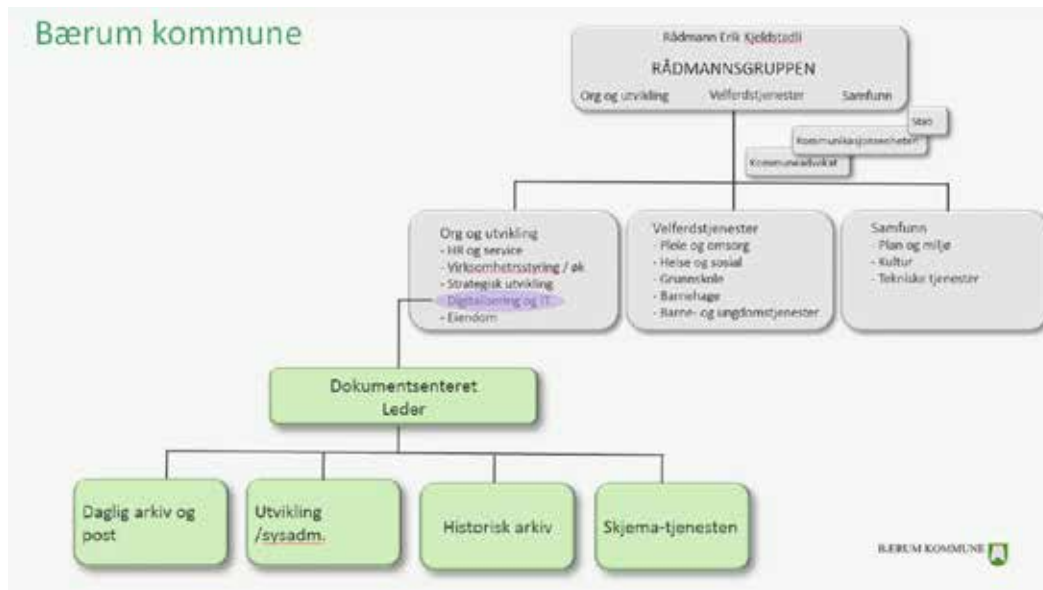 Bærum kommune
Rådmann Erik Kjeldstadli
RÅDMANNSGRUPPEN
Org og utvikling Velferdstjenester Samfunn
Stab
Kommunikasjonsenheten
Kommuneadvokat
Org og utvikling
- HR og service
- Virksomhetsstyring / øk
- Strategisk utvikling
- Digitalisering og IT
- Eiendom
Velferdstjenester
- Pleie og omsorg
- Helse og sosial
- Grunnskole
- Barnehage
- Barne- og ungdomstjenester
Samfunn
- Plan og miljø
- Kultur
- Tekniske tjenester
Dokumentsenteret
Leder
Daglig arkiv og
post
Utvikling
/sysadm.
Historisk arkiv
Skjema-tjenesten
BÆRUM KOMMUNE